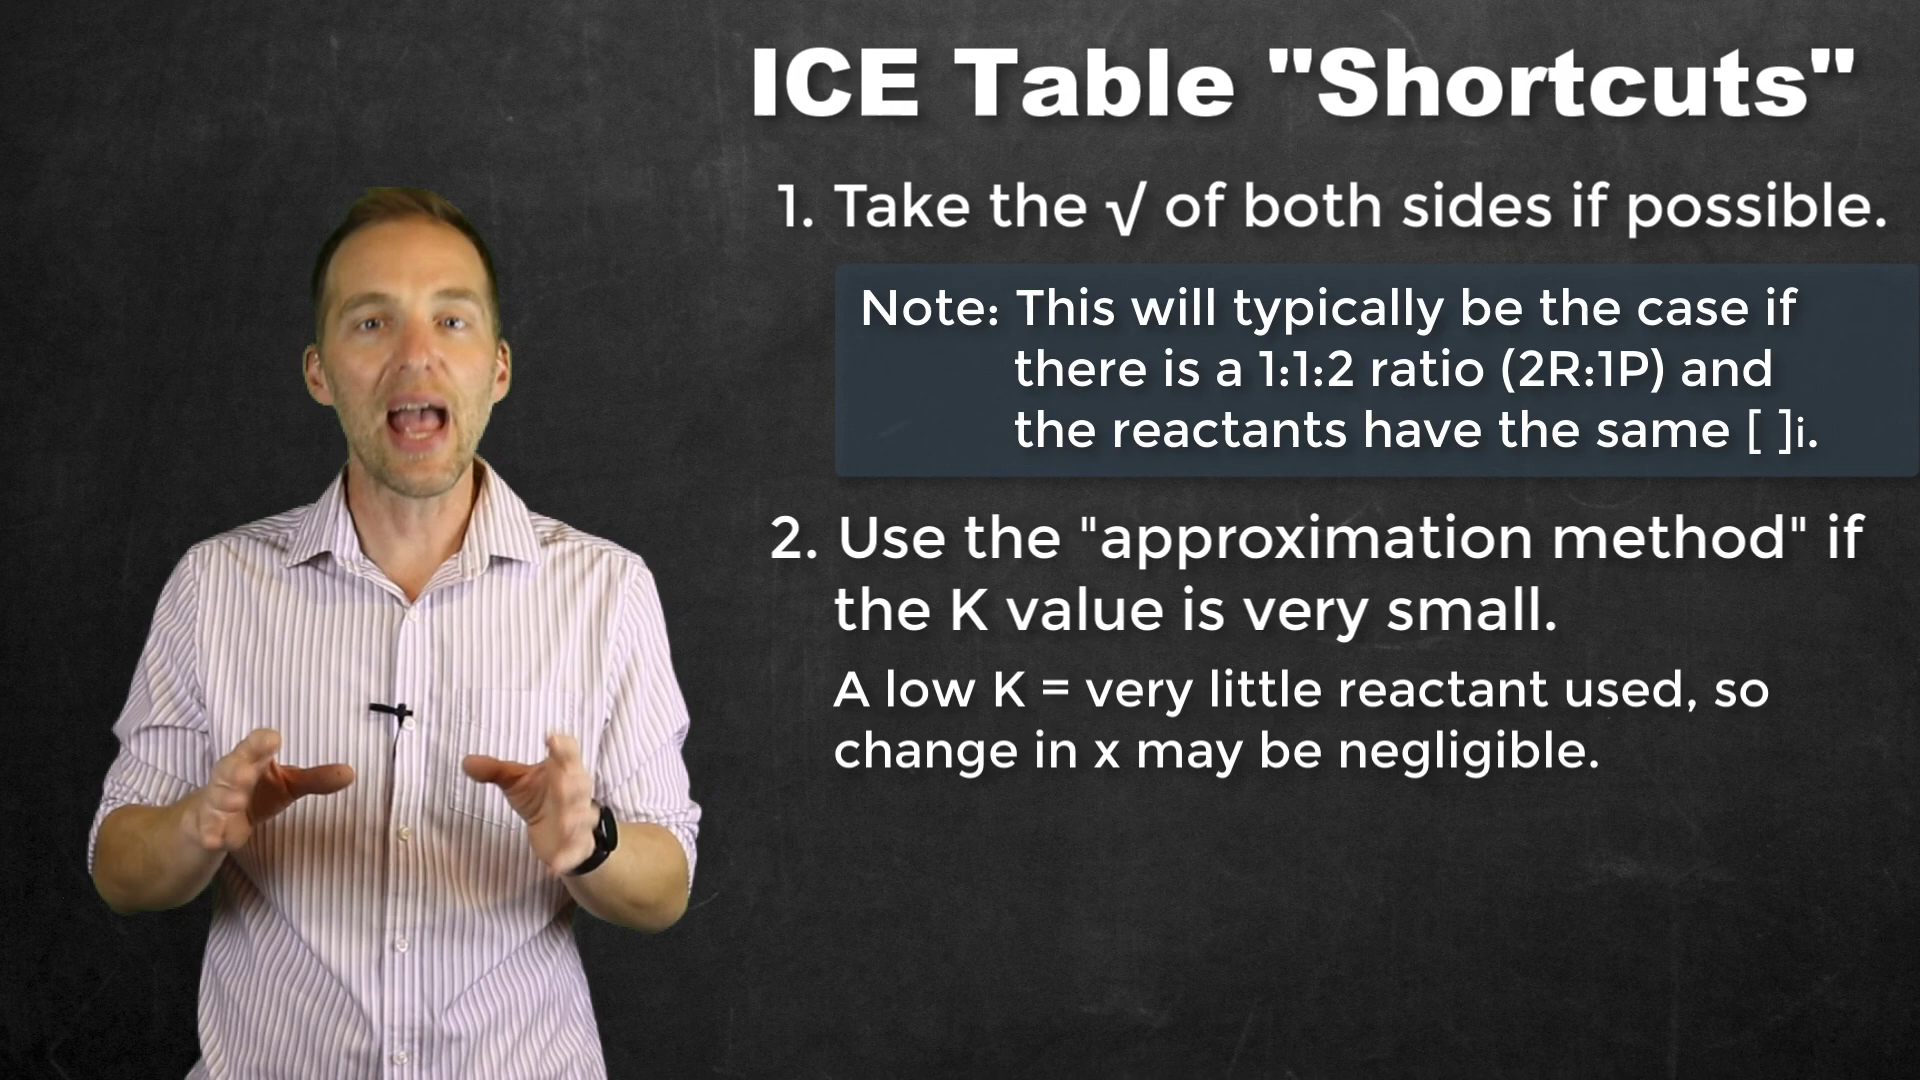 ICE Table "Shortcuts"
1. Take the √ of both sides if possible.
Note: This will typically be the case if
there is a 1:1:2 ratio (2R:1P) and
the reactants have the same [ ]i.
2. Use the "approximation method" if
the K value is very small.
A low K = very little reactant used, so
change in x may be negligible.